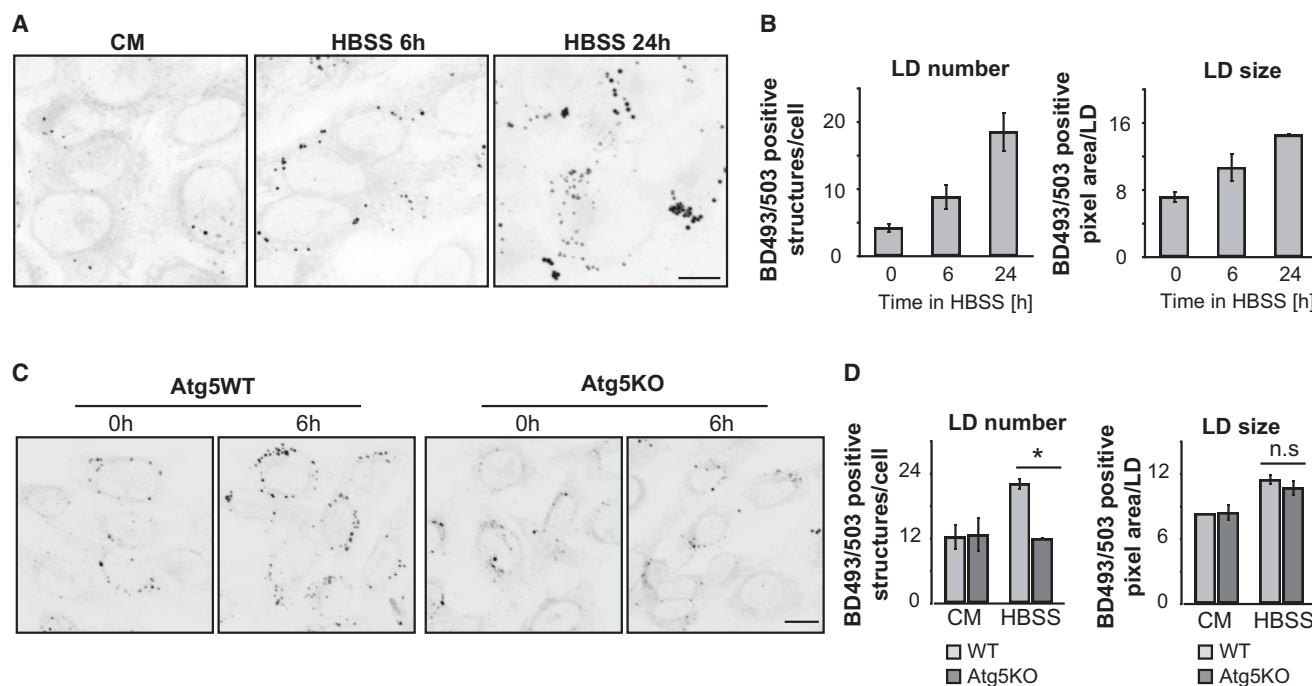 A
CM
HBSS 6h
HBSS 24h
B
LD number
BD493/503 positive
structures/cell
20
10
0
0 6 24
Time in HBSS [h]
LD size
BD493/503 positive
pixel area/LD
16
8
0
0 6 24
Time in HBSS [h]
C
Atg5WT
0h 6h
Atg5KO
0h 6h
D
LD number
BD493/503 positive
structures/cell
24
12
0
*
CM HBSS
WT
Atg5KO
LD size
BD493/503 positive
pixel area/LD
12
6
0
n.s
CM HBSS
WT
Atg5KO